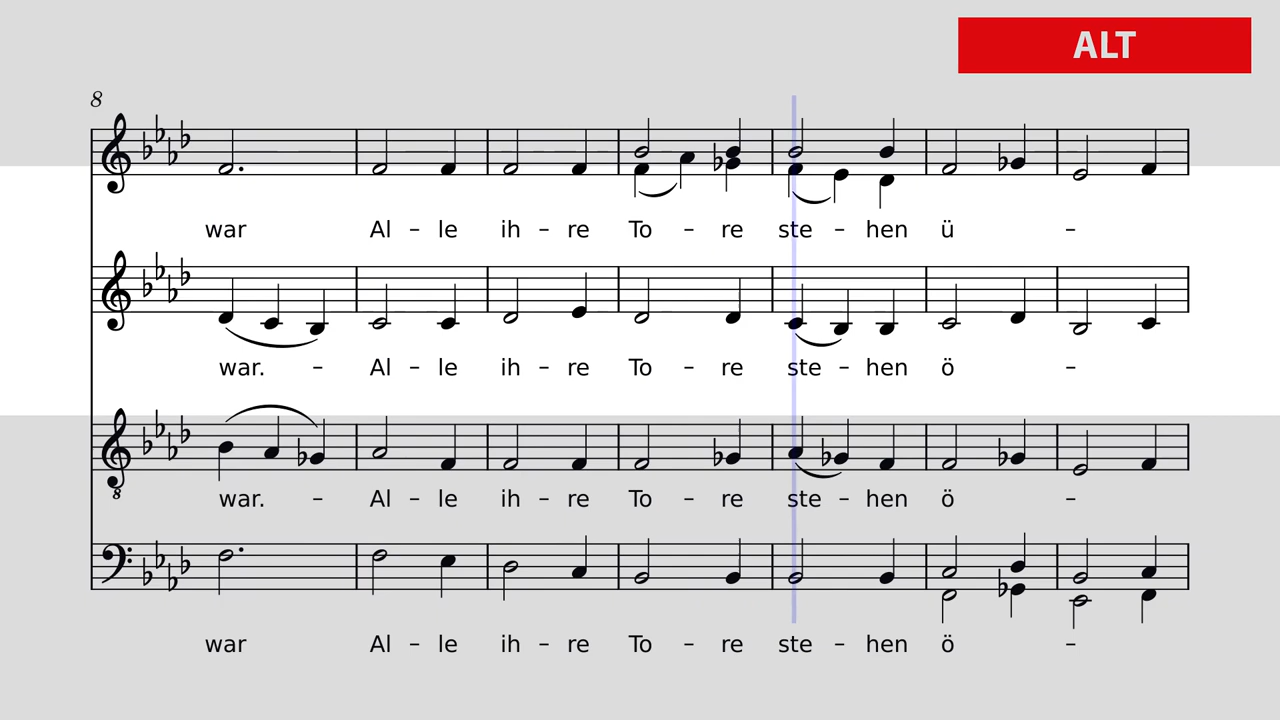 ALT
8
war Al – le ih – re To – re ste – hen ü –
war. – Al – le ih – re To – re ste – hen ö –
8
war. – Al – le ih – re To – re ste – hen ö –
war Al – le ih – re To – re ste – hen ö –